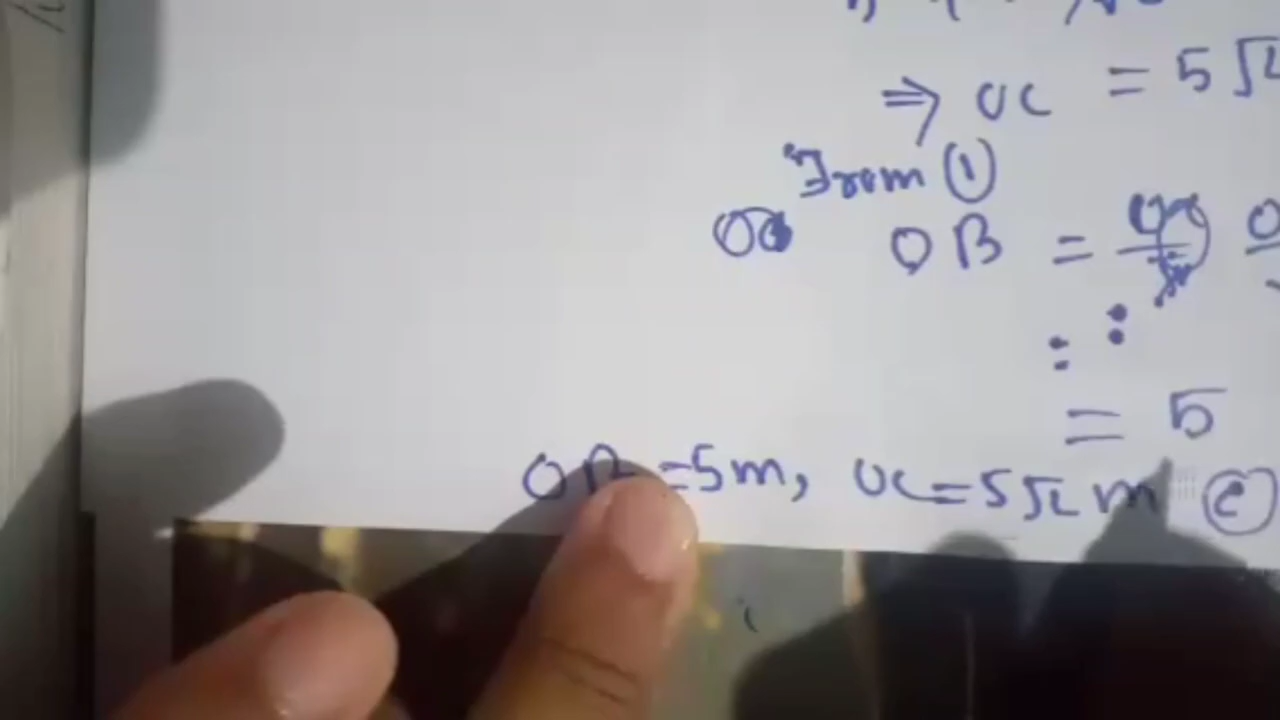 ⇒ OC = 5√2
From ①
OB =
= 5
OB = 5m, OC = 5√2 m ⓒ